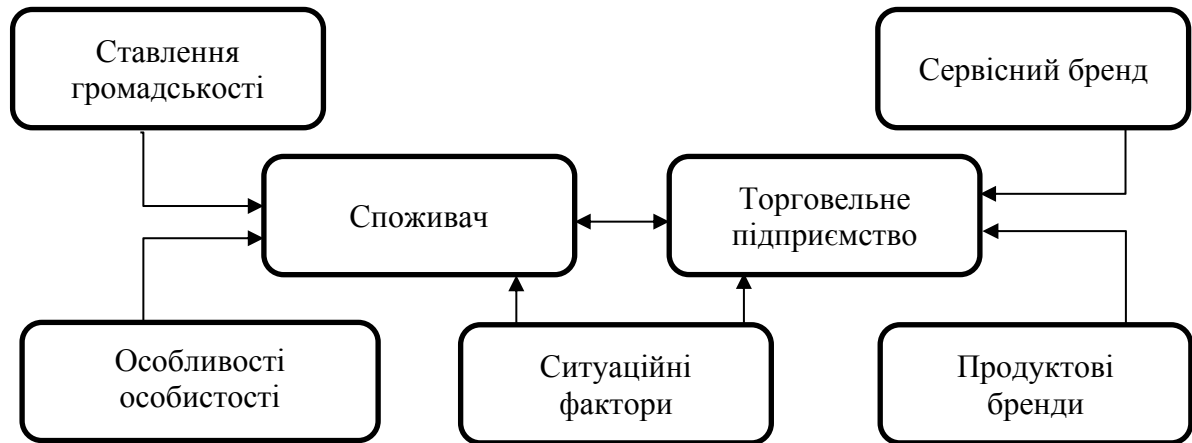 Ставлення
громадськості
Сервісний бренд
Споживач
Торговельне
підприємство
Особливості
особистості
Ситуаційні
фактори
Продуктові
бренди